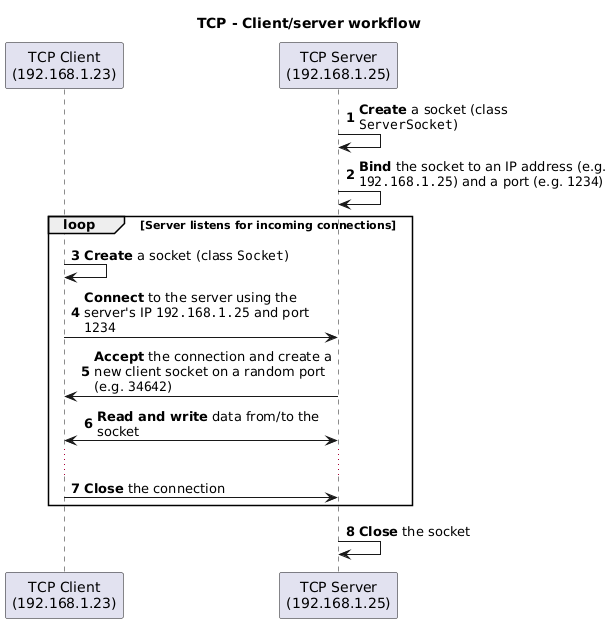 TCP - Client/server workflow
TCP Client
(192.168.1.23)
TCP Server
(192.168.1.25)
1 Create a socket (class
ServerSocket)
2 Bind the socket to an IP address (e.g.
192.168.1.25) and a port (e.g. 1234)
loop [Server listens for incoming connections]
3 Create a socket (class Socket)
Connect to the server using the
4 server's IP 192.168.1.25 and port
1234
Accept the connection and create a
5 new client socket on a random port
(e.g. 34642)
6 Read and write data from/to the
socket
7 Close the connection
8 Close the socket
TCP Client
(192.168.1.23)
TCP Server
(192.168.1.25)